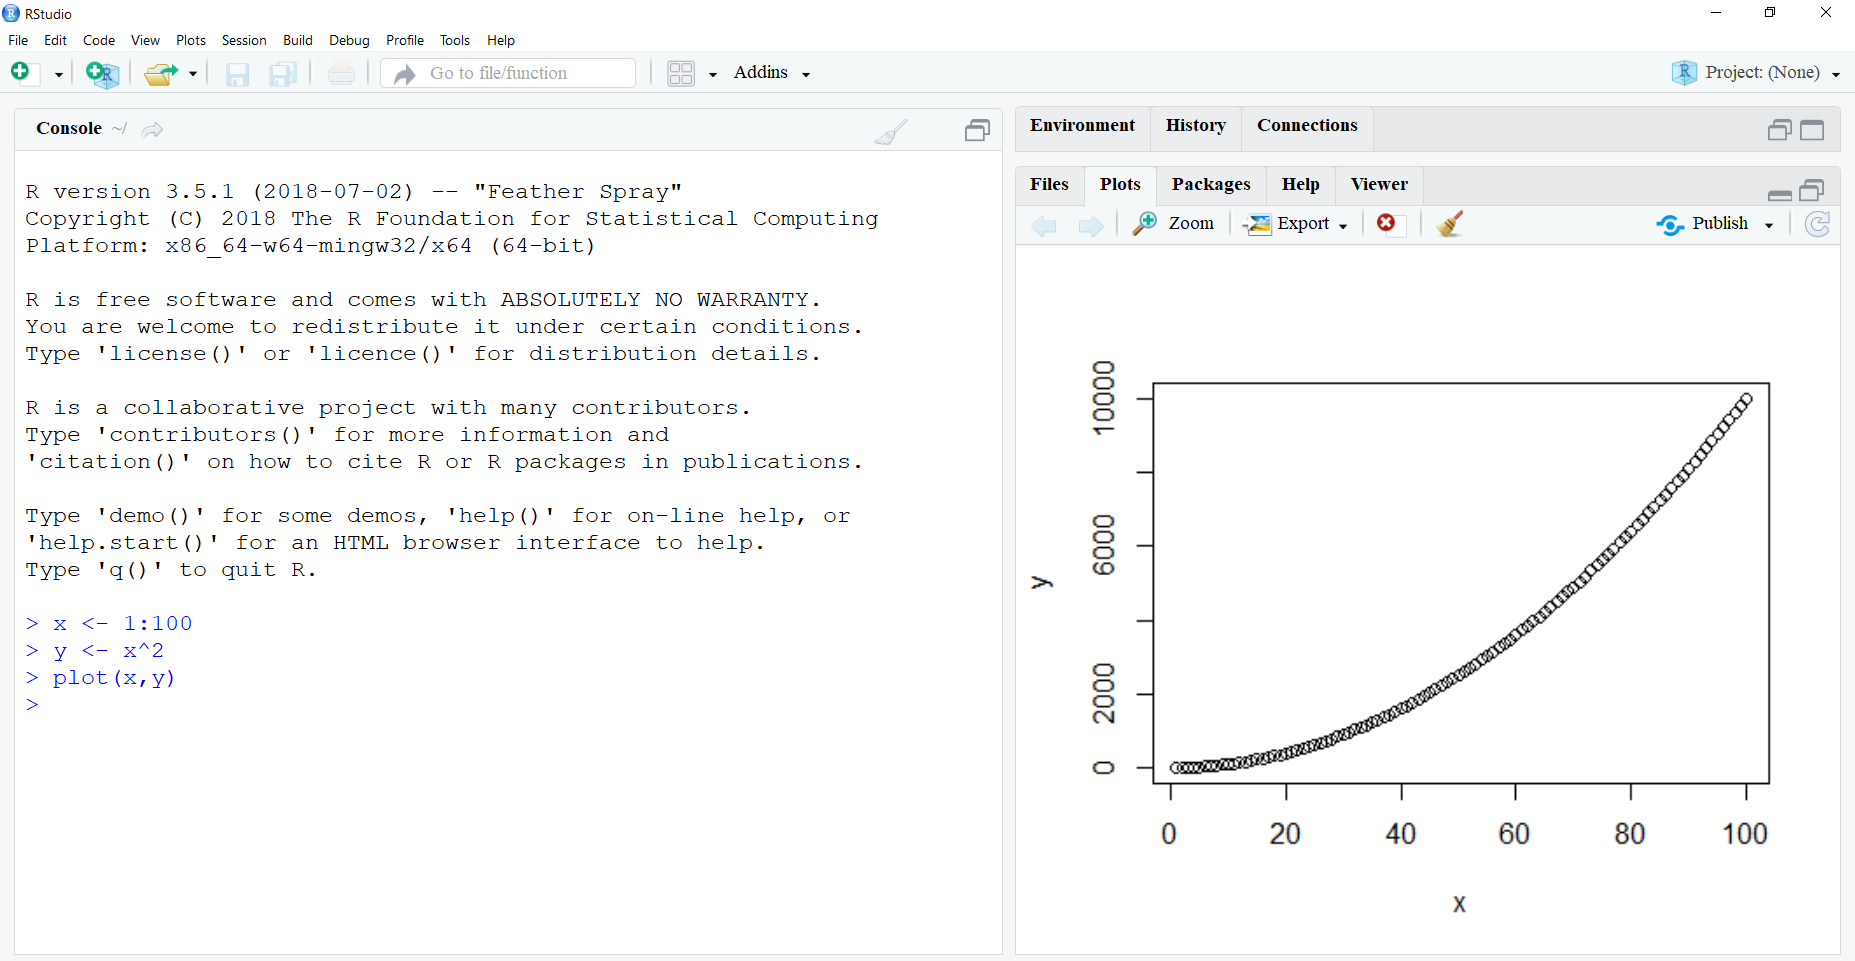 RStudio
File Edit Code View Plots Session Build Debug Profile Tools Help
Go to file/function Addins Project: (None)
Console ~/
R version 3.5.1 (2018-07-02) -- "Feather Spray"
Copyright (C) 2018 The R Foundation for Statistical Computing
Platform: x86_64-w64-mingw32/x64 (64-bit)
R is free software and comes with ABSOLUTELY NO WARRANTY.
You are welcome to redistribute it under certain conditions.
Type 'license()' or 'licence()' for distribution details.
R is a collaborative project with many contributors.
Type 'contributors()' for more information and
'citation()' on how to cite R or R packages in publications.
Type 'demo()' for some demos, 'help()' for on-line help, or
'help.start()' for an HTML browser interface to help.
Type 'q()' to quit R.
> x <- 1:100
> y <- x^2
> plot(x,y)
>
Environment History Connections
Files Plots Packages Help Viewer
Zoom Export Publish
10000
6000
2000
0
y
0 20 40 60 80 100
x